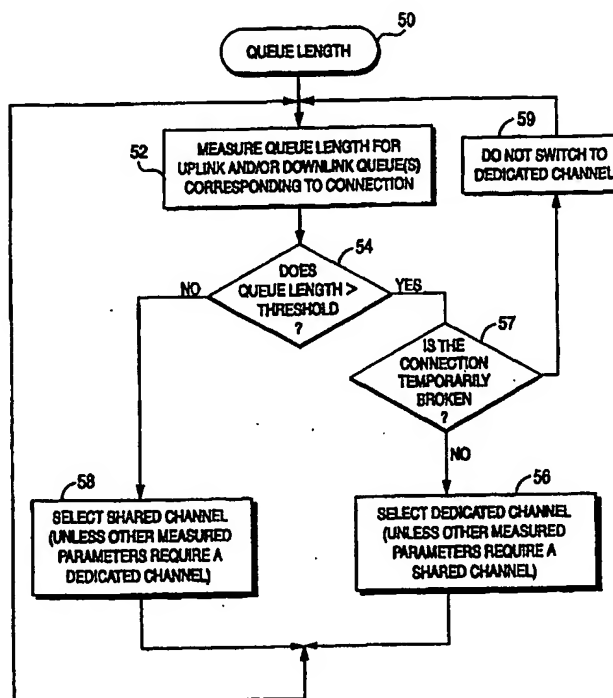 50
QUEUE LENGTH
59
52
MEASURE QUEUE LENGTH FOR
UPLINK AND/OR DOWNLINK QUEUE(S)
CORRESPONDING TO CONNECTION
DO NOT SWITCH TO
DEDICATED CHANNEL
54
DOES
QUEUE LENGTH >
THRESHOLD
?
NO
YES
57
IS THE
CONNECTION
TEMPORARILY
BROKEN
?
NO
58
SELECT SHARED CHANNEL
(UNLESS OTHER MEASURED
PARAMETERS REQUIRE A
DEDICATED CHANNEL)
56
SELECT DEDICATED CHANNEL
(UNLESS OTHER MEASURED
PARAMETERS REQUIRE A
SHARED CHANNEL)